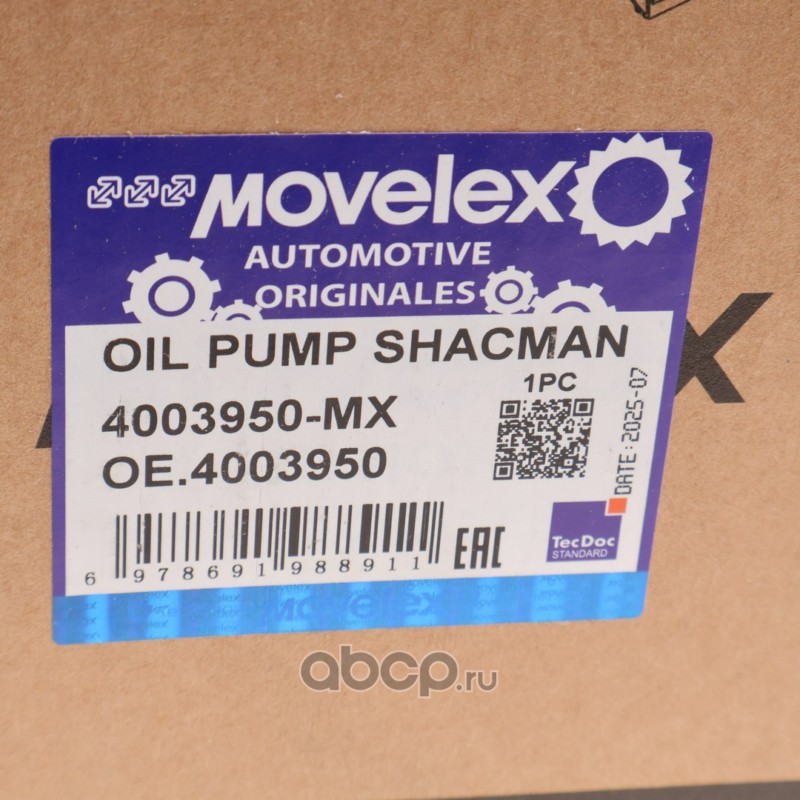 MOVELEX
AUTOMOTIVE
ORIGINALES
OIL PUMP SHACMAN
4003950-MX
1PC
OE.4003950
DATE: 2025-07
6 978691 988911
EAC
TecDoc
STANDARD
MOVELEX
X
abcp.ru